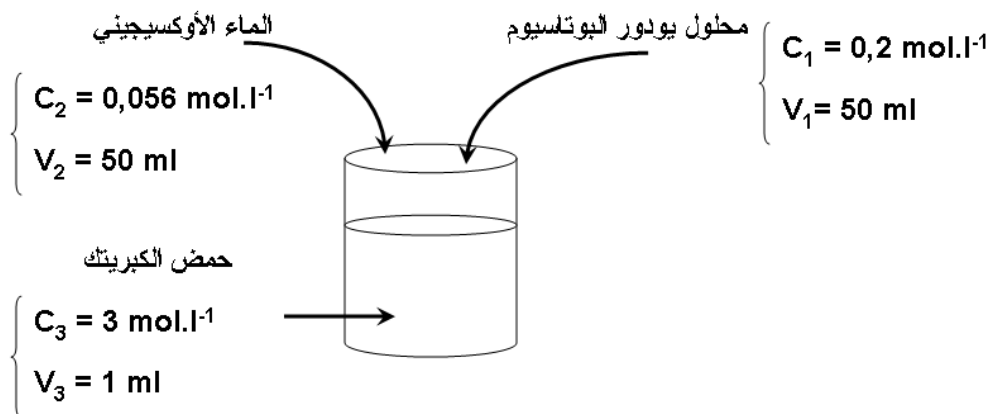 الماء الأوكسيجيني
محلول يودور البوتاسيوم
C₁ = 0,2 mol.l⁻¹
V₁= 50 ml
C₂ = 0,056 mol.l⁻¹
V₂ = 50 ml
حمض الكبريتك
C₃ = 3 mol.l⁻¹
V₃ = 1 ml